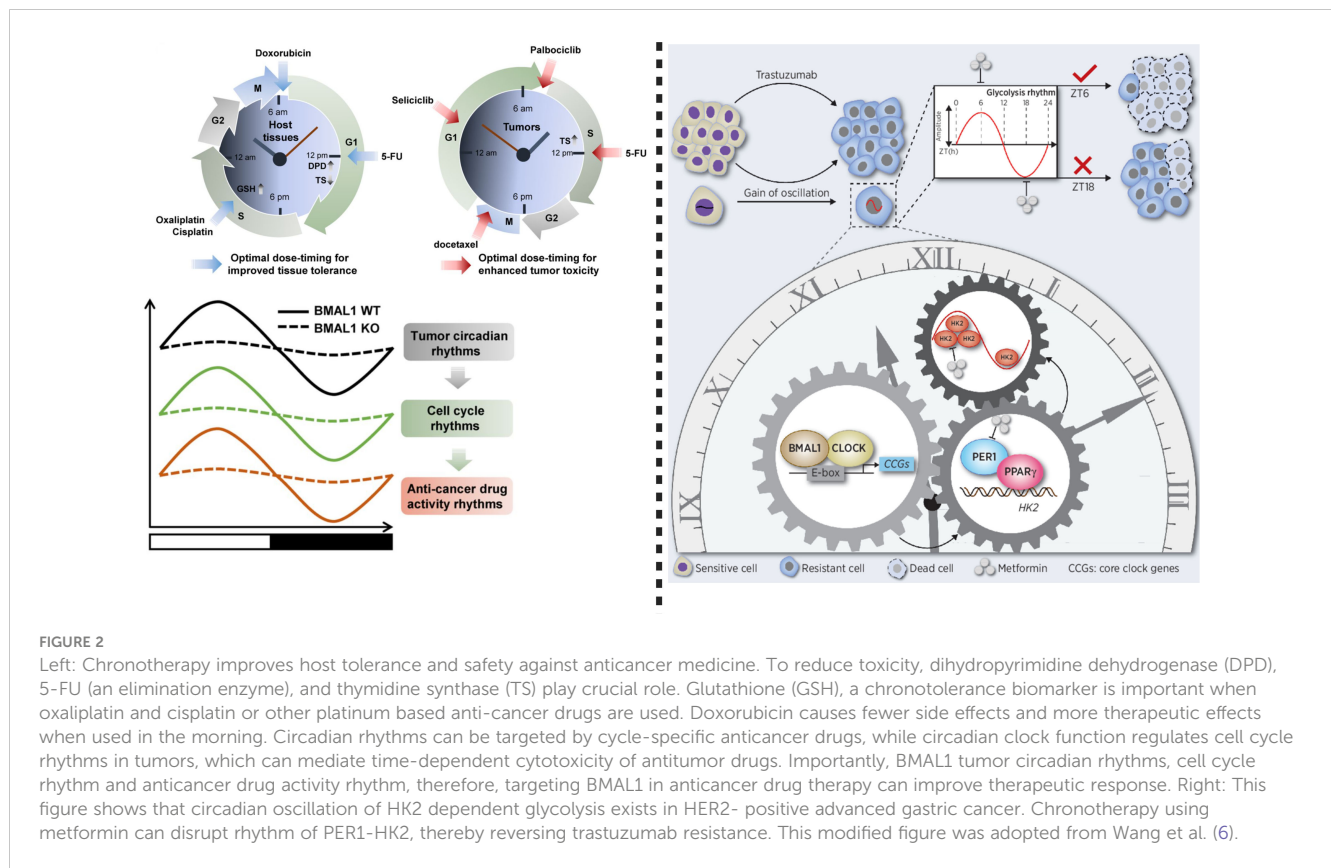 Doxorubicin
M
6 am
G2
Host
tissues
G1
12 am
12 pm
DPD
TS
5-FU
GSH
6 pm
S
Oxaliplatin
Cisplatin
Optimal dose-timing for
improved tissue tolerance
Palbociclib
Seliciclib
6 am
G1
Tumors
TS
S
12 am
12 pm
5-FU
6 pm
M
G2
docetaxel
Optimal dose-timing for
enhanced tumor toxicity
BMAL1 WT
BMAL1 KO
Tumor circadian
rhythms
Cell cycle
rhythms
Anti-cancer drug
activity rhythms
Trastuzumab
Gain of oscillation
Glycolysis rhythm
0 6 12 18 24
Amplitude
ZT(h)
ZT6
ZT18
XII
XI
I
X
II
IX
III
HK2
HK2 HK2
HK2
BMAL1 CLOCK
E-box
CCGs
PER1
PPARγ
HK2
Sensitive cell Resistant cell Dead cell Metformin CCGs: core clock genes
FIGURE 2
Left: Chronotherapy improves host tolerance and safety against anticancer medicine. To reduce toxicity, dihydropyrimidine dehydrogenase (DPD),
5-FU (an elimination enzyme), and thymidine synthase (TS) play crucial role. Glutathione (GSH), a chronotolerance biomarker is important when
oxaliplatin and cisplatin or other platinum based anti-cancer drugs are used. Doxorubicin causes fewer side effects and more therapeutic effects
when used in the morning. Circadian rhythms can be targeted by cycle-specific anticancer drugs, while circadian clock function regulates cell cycle
rhythms in tumors, which can mediate time-dependent cytotoxicity of antitumor drugs. Importantly, BMAL1 tumor circadian rhythms, cell cycle
rhythm and anticancer drug activity rhythm, therefore, targeting BMAL1 in anticancer drug therapy can improve therapeutic response. Right: This
figure shows that circadian oscillation of HK2 dependent glycolysis exists in HER2- positive advanced gastric cancer. Chronotherapy using
metformin can disrupt rhythm of PER1-HK2, thereby reversing trastuzumab resistance. This modified figure was adopted from Wang et al. (6).